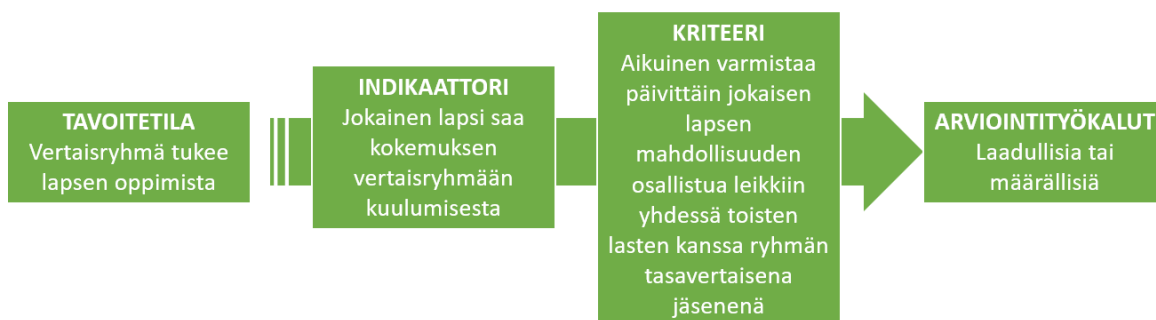 TAVOITETILA
Vertaisryhmä tukee
lapsen oppimista
INDIKAATTORI
Jokainen lapsi saa
kokemuksen
vertaisryhmään
kuulumisesta
KRITEERI
Aikuinen varmistaa
päivittäin jokaisen
lapsen
mahdollisuuden
osallistua leikkiin
yhdessä toisten
lasten kanssa ryhmän
tasavertaisena
jäsenenä
ARVIOINTITYÖKALUT
Laadullisia tai
määrällisiä